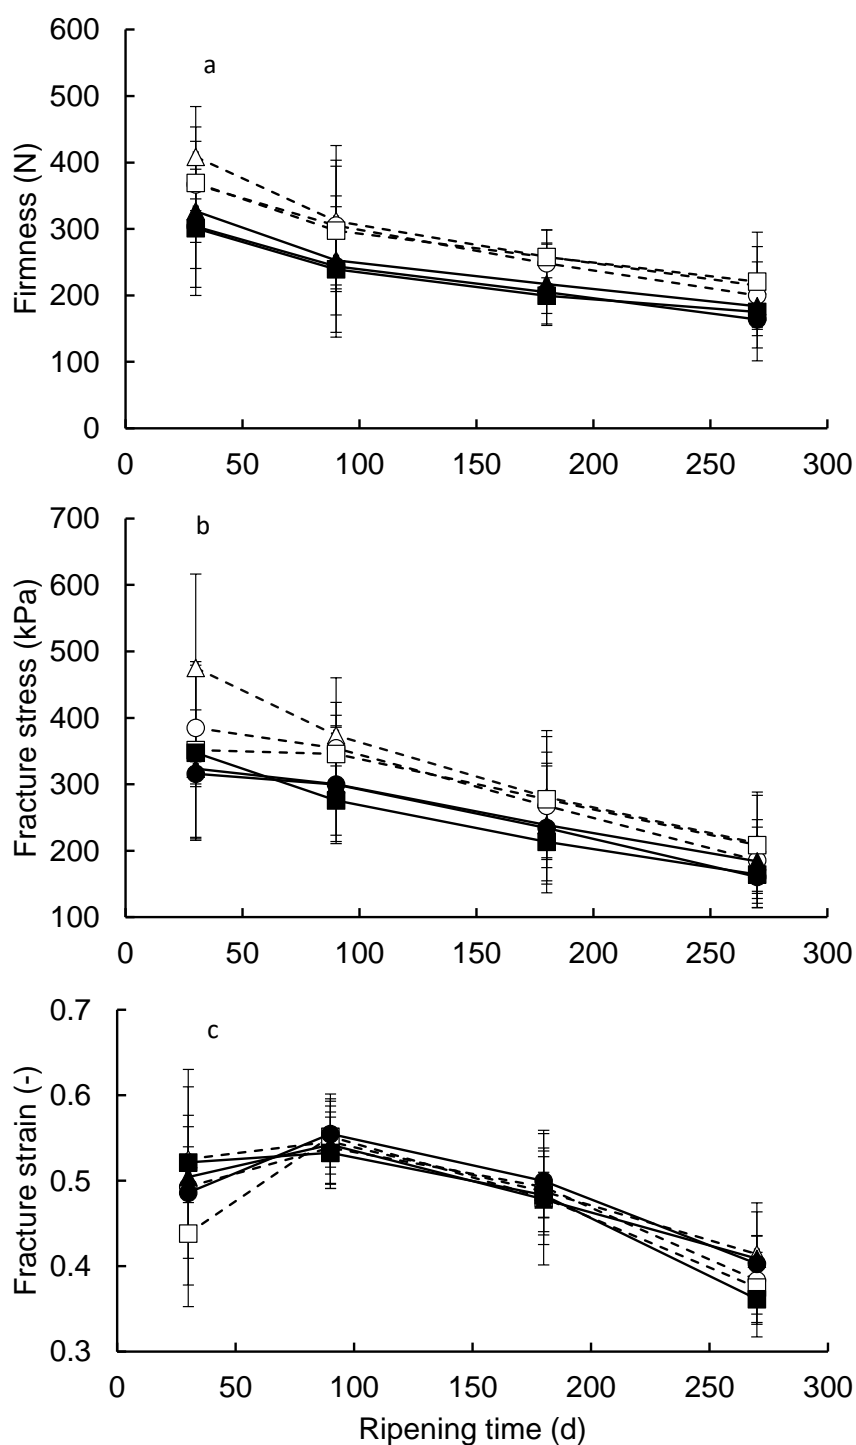 a
Firmness (N)
600
500
400
300
200
100
0
0 50 100 150 200 250 300
b
Fracture stress (kPa)
700
600
500
400
300
200
100
0 50 100 150 200 250 300
c
Fracture strain (-)
0.7
0.6
0.5
0.4
0.3
0 50 100 150 200 250 300
Ripening time (d)